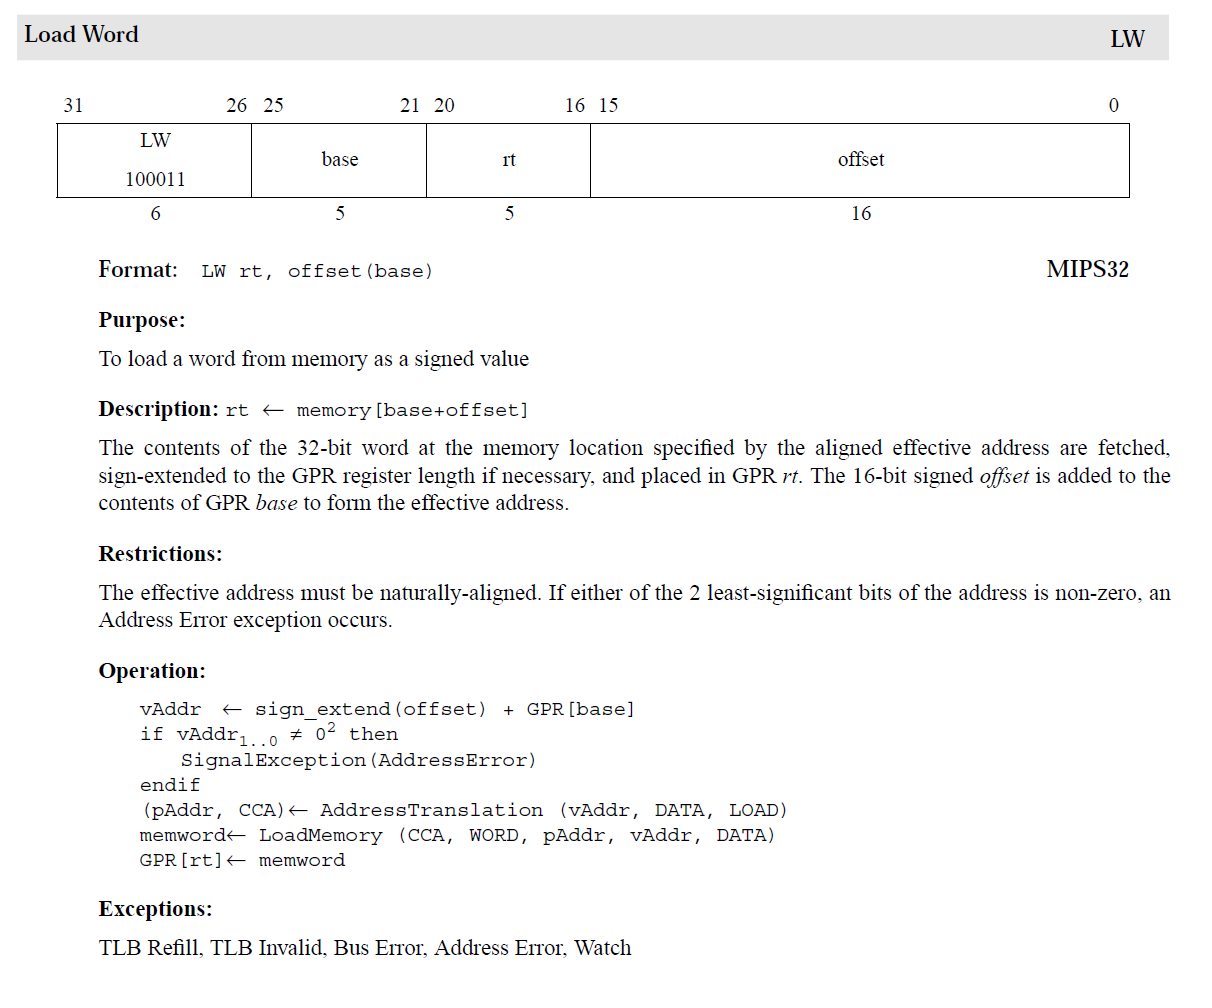 Load Word LW
31 26 25 21 20 16 15 0
LW
100011
base rt offset
6 5 5 16
Format: LW rt, offset(base) MIPS32
Purpose:
To load a word from memory as a signed value
Description: rt ← memory[base+offset]
The contents of the 32-bit word at the memory location specified by the aligned effective address are fetched,
sign-extended to the GPR register length if necessary, and placed in GPR rt. The 16-bit signed offset is added to the
contents of GPR base to form the effective address.
Restrictions:
The effective address must be naturally-aligned. If either of the 2 least-significant bits of the address is non-zero, an
Address Error exception occurs.
Operation:
vAddr ← sign_extend(offset) + GPR[base]
if vAddr1..0 ≠ 0² then
SignalException(AddressError)
endif
(pAddr, CCA)← AddressTranslation (vAddr, DATA, LOAD)
memword← LoadMemory (CCA, WORD, pAddr, vAddr, DATA)
GPR[rt]← memword
Exceptions:
TLB Refill, TLB Invalid, Bus Error, Address Error, Watch